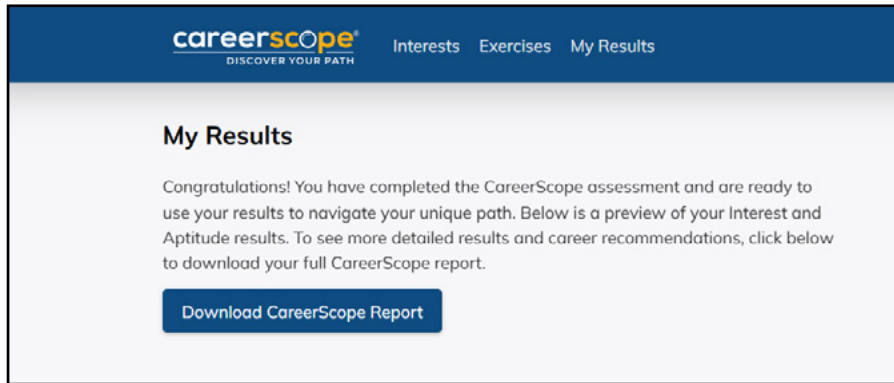 careerscope®
DISCOVER YOUR PATH
Interests Exercises My Results
My Results
Congratulations! You have completed the CareerScope assessment and are ready to
use your results to navigate your unique path. Below is a preview of your Interest and
Aptitude results. To see more detailed results and career recommendations, click below
to download your full CareerScope report.
Download CareerScope Report